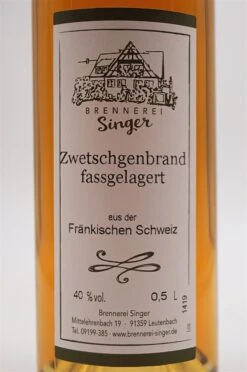 BRENNEREI
Singer
Zwetschgenbrand
fassgelagert
aus der
Fränkischen Schweiz
40 %vol. 0,5 L
1419
Brennerei Singer
Mittelehrenbach 19 · 91359 Leutenbach
Tel. 09199-385 · www.brennerei-singer.de